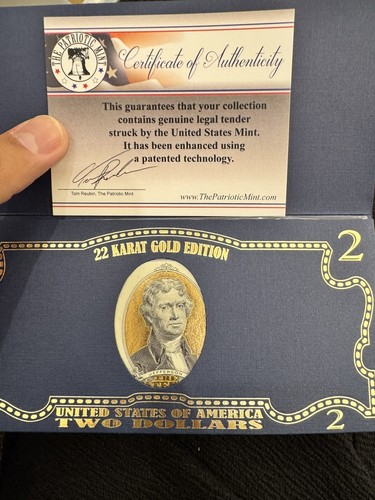 THE PATRIOTIC MINT
Certificate of Authenticity
This guarantees that your collection
contains genuine legal tender
struck by the United States Mint.
It has been enhanced using
a patented technology.
Tom Reuben, The Patriotic Mint
www.ThePatrioticMint.com
22 KARAT GOLD EDITION
2
JEFFERSON
UNITED STATES OF AMERICA
TWO DOLLARS
2